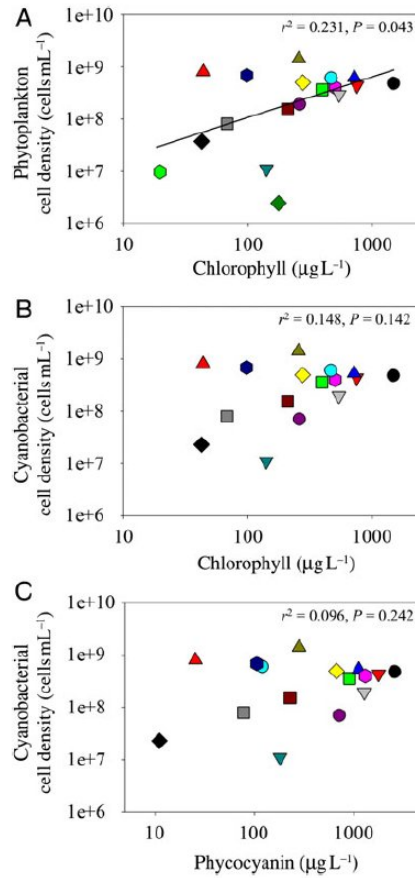 A
r² = 0.231, P = 0.043
Phytoplankton
cell density (cells mL⁻¹)
1e+10
1e+9
1e+8
1e+7
1e+6
10 100 1000
Chlorophyll (µg L⁻¹)
B
r² = 0.148, P = 0.142
Cyanobacterial
cell density (cells mL⁻¹)
1e+10
1e+9
1e+8
1e+7
1e+6
10 100 1000
Chlorophyll (µg L⁻¹)
C
r² = 0.096, P = 0.242
Cyanobacterial
cell density (cells mL⁻¹)
1e+10
1e+9
1e+8
1e+7
1e+6
10 100 1000
Phycocyanin (µg L⁻¹)